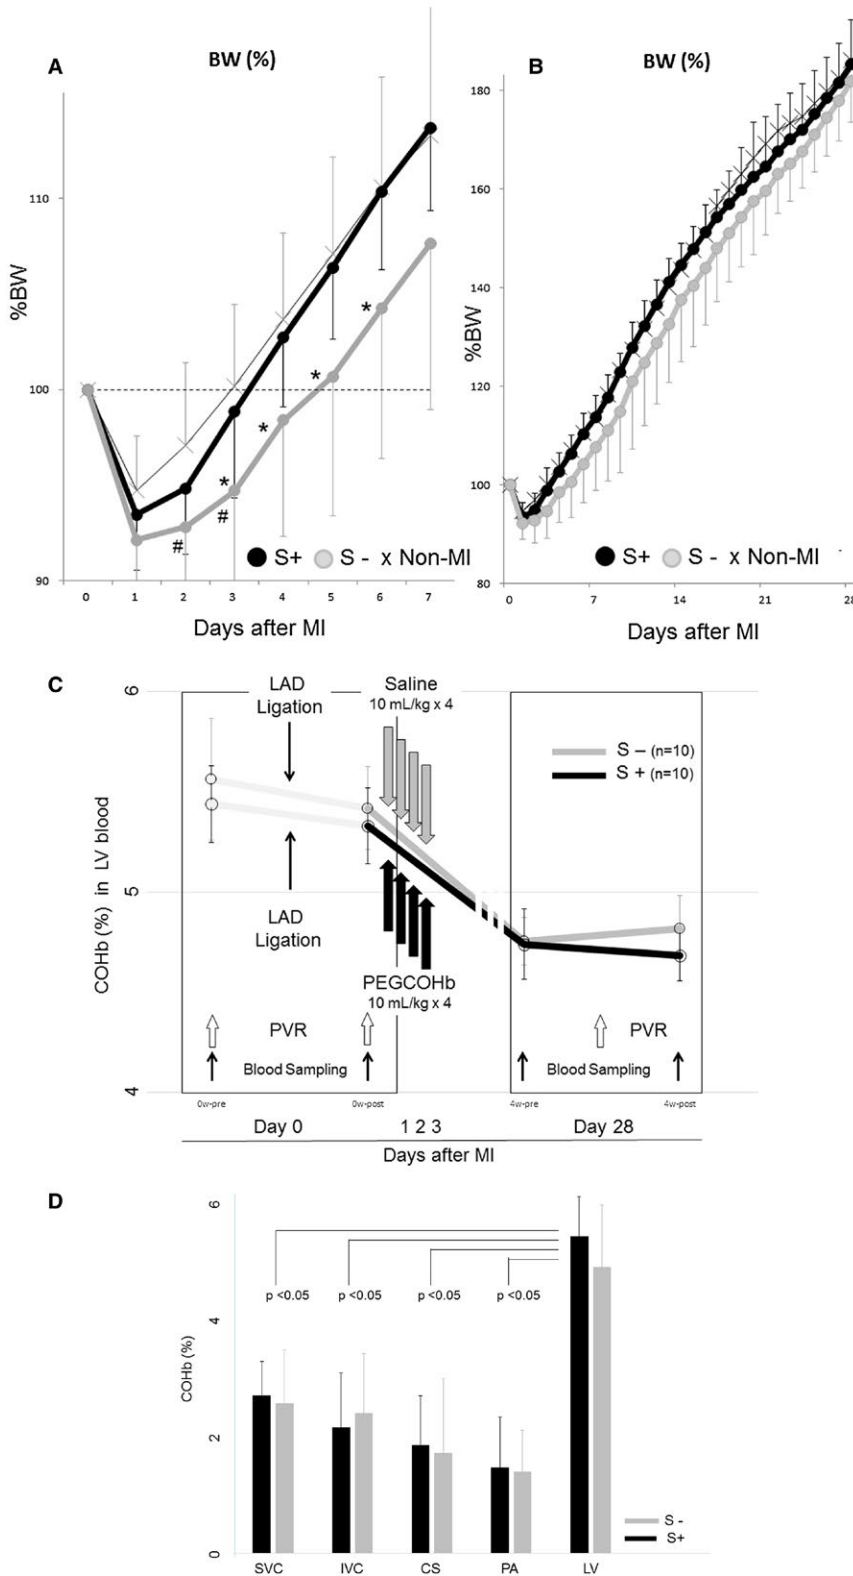 A
BW (%)
%BW
110
100
90
*
*
*
*
#
#
S+ S - x Non-MI
0 1 2 3 4 5 6 7
Days after MI
B
BW (%)
%BW
180
160
140
120
100
80
S+ S - x Non-MI
0 7 14 21 28
Days after MI
C
COHb (%) in LV blood
6
5
4
LAD
Ligation
Saline
10 mL/kg x 4
S – (n=10)
S + (n=10)
LAD
Ligation
PEGCOHb
10 mL/kg x 4
PVR
PVR
Blood Sampling
Blood Sampling
0w-pre 0w-post 4w-pre 4w-post
Day 0 1 2 3 Day 28
Days after MI
D
COHb (%)
6
4
2
0
p <0.05 p <0.05 p <0.05 p <0.05
S -
S+
SVC IVC CS PA LV